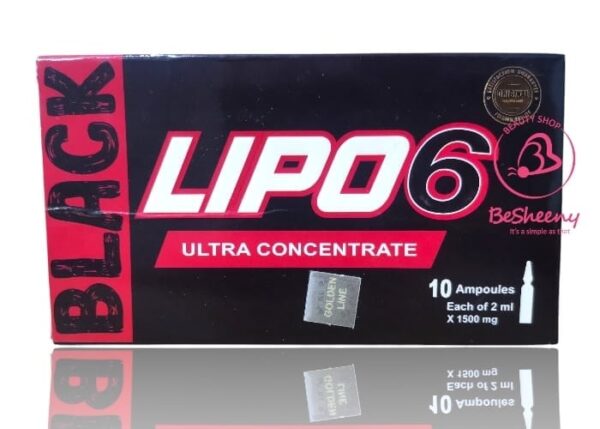 BLACK
LIPO6
ULTRA CONCENTRATE
GOLDEN
LINE
10 Ampoules
Each of 2 ml
X 1500 mg
BEAUTY SHOP
BeSheeny
It's a simple as that
ORIGINAL